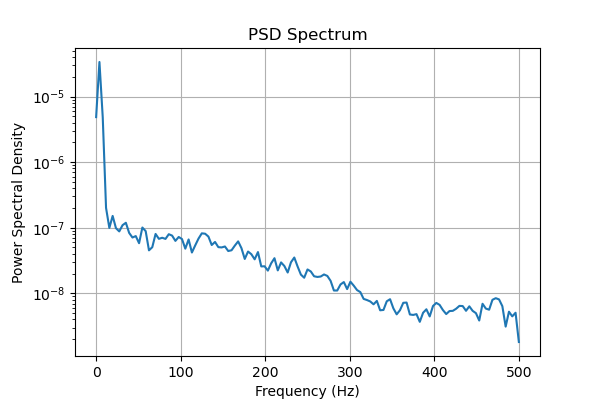 PSD Spectrum
Power Spectral Density
10⁻⁵
10⁻⁶
10⁻⁷
10⁻⁸
0 100 200 300 400 500
Frequency (Hz)